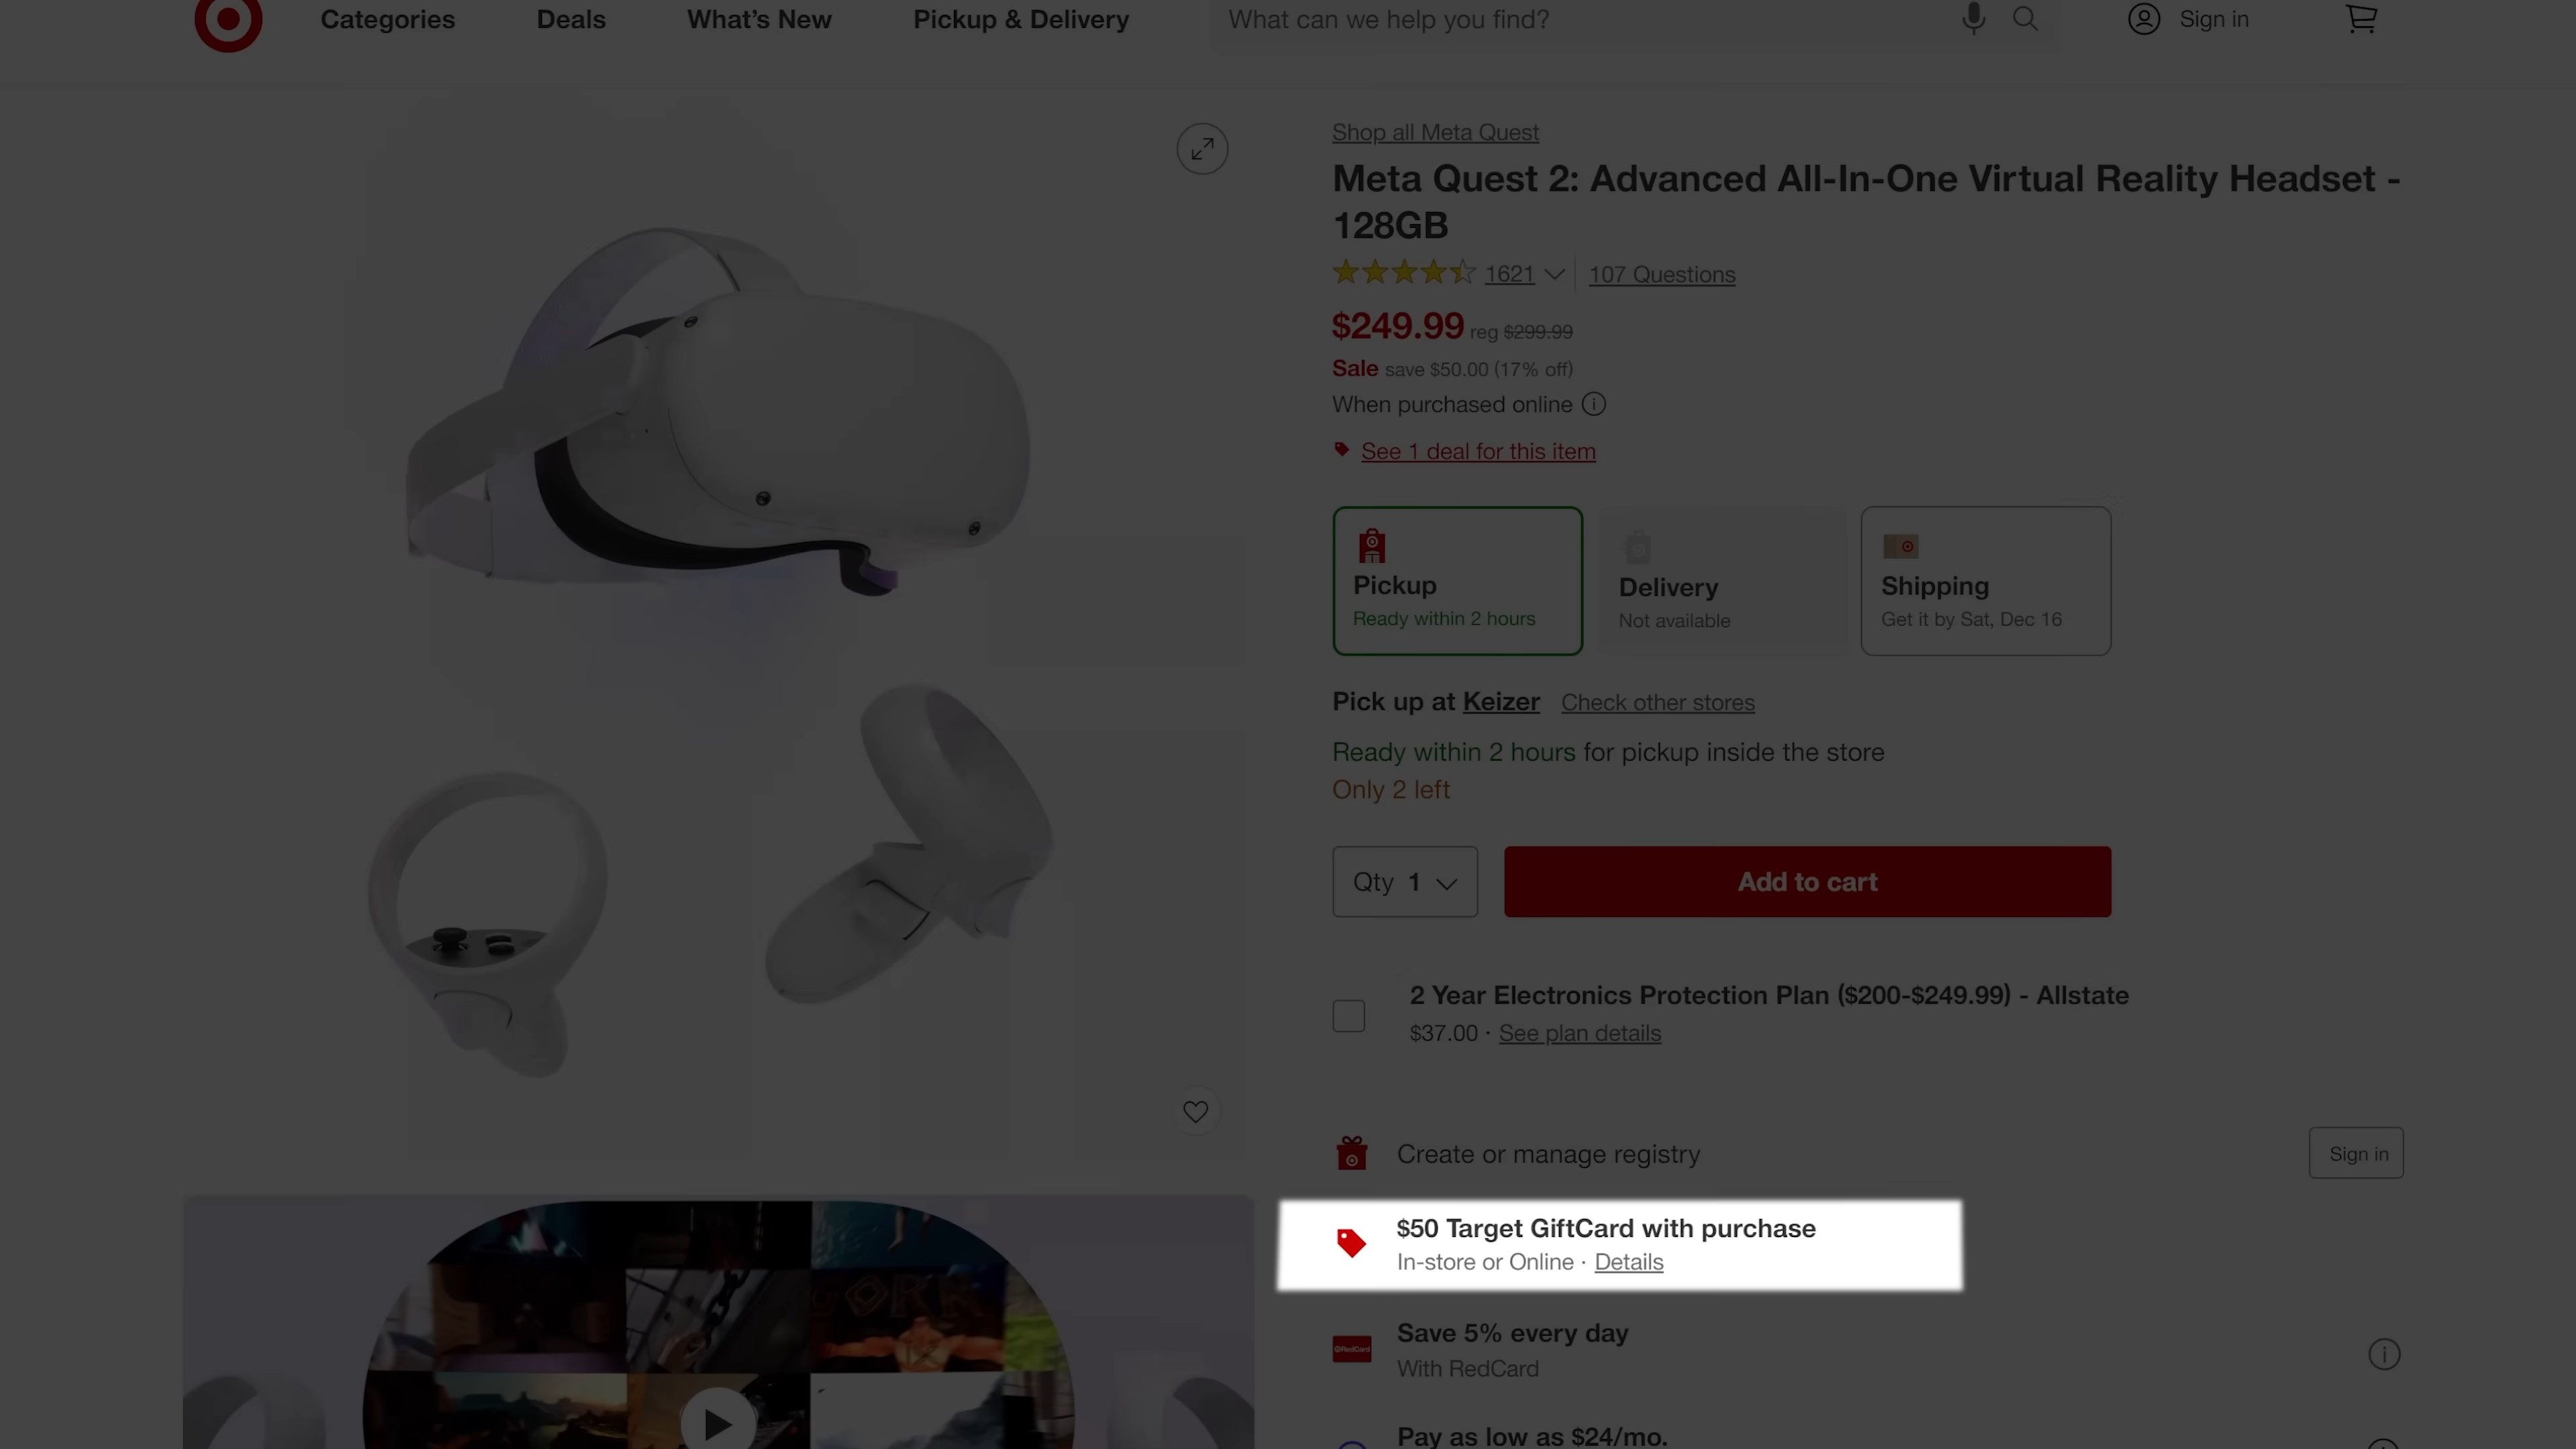 Categories
Deals
What's New
Pickup & Delivery
What can we help you find?
Sign in
Shop all Meta Quest
Meta Quest 2: Advanced All-In-One Virtual Reality Headset -
128GB
1621
107 Questions
$249.99 reg $299.99
Sale save $50.00 (17% off)
When purchased online
See 1 deal for this item
Pickup
Ready within 2 hours
Delivery
Not available
Shipping
Get it by Sat, Dec 16
Pick up at Keizer Check other stores
Ready within 2 hours for pickup inside the store
Only 2 left
Qty 1
Add to cart
2 Year Electronics Protection Plan ($200-$249.99) - Allstate
$37.00 · See plan details
Create or manage registry
Sign in
$50 Target GiftCard with purchase
In-store or Online · Details
RedCard
Save 5% every day
With RedCard
Pay as low as $24/mo.